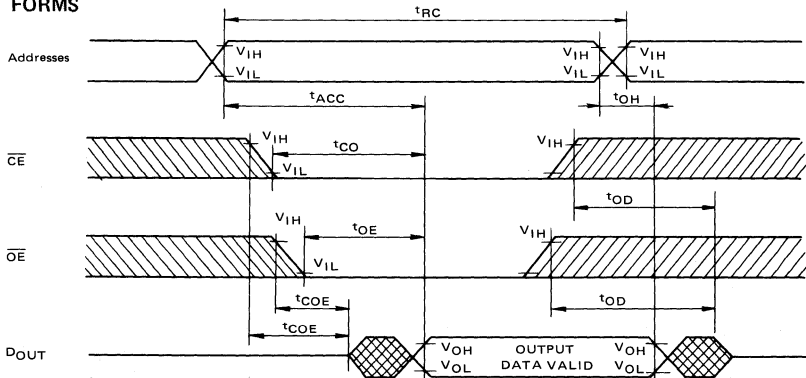 FORMS
tRC
Addresses
VIH VIH VIH
VIL VIL VIL
tACC tOH
CE VIH tCO VIH
VIL
tOD
OE VIH tOE VIH
VIL
tCOE tOD
tCOE
DOUT VOH OUTPUT VOH
VOL DATA VALID VOL